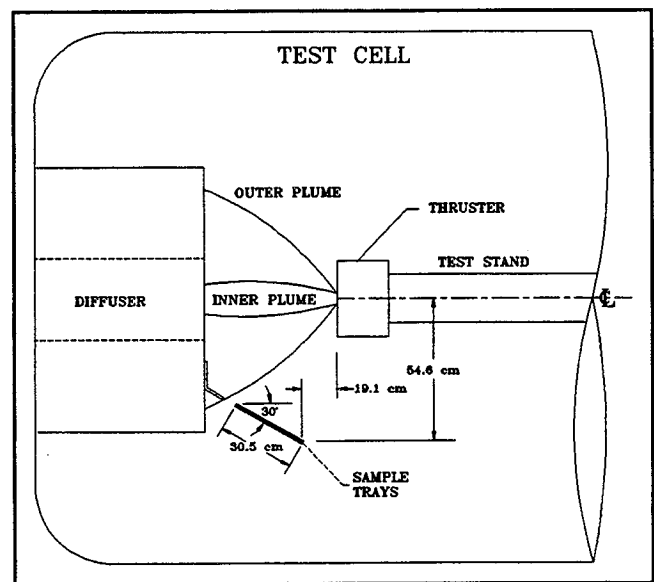 TEST CELL
OUTER PLUME
THRUSTER
TEST STAND
DIFFUSER
INNER PLUME
℄
54.6 cm
19.1 cm
30°
30.5 cm
SAMPLE
TRAYS